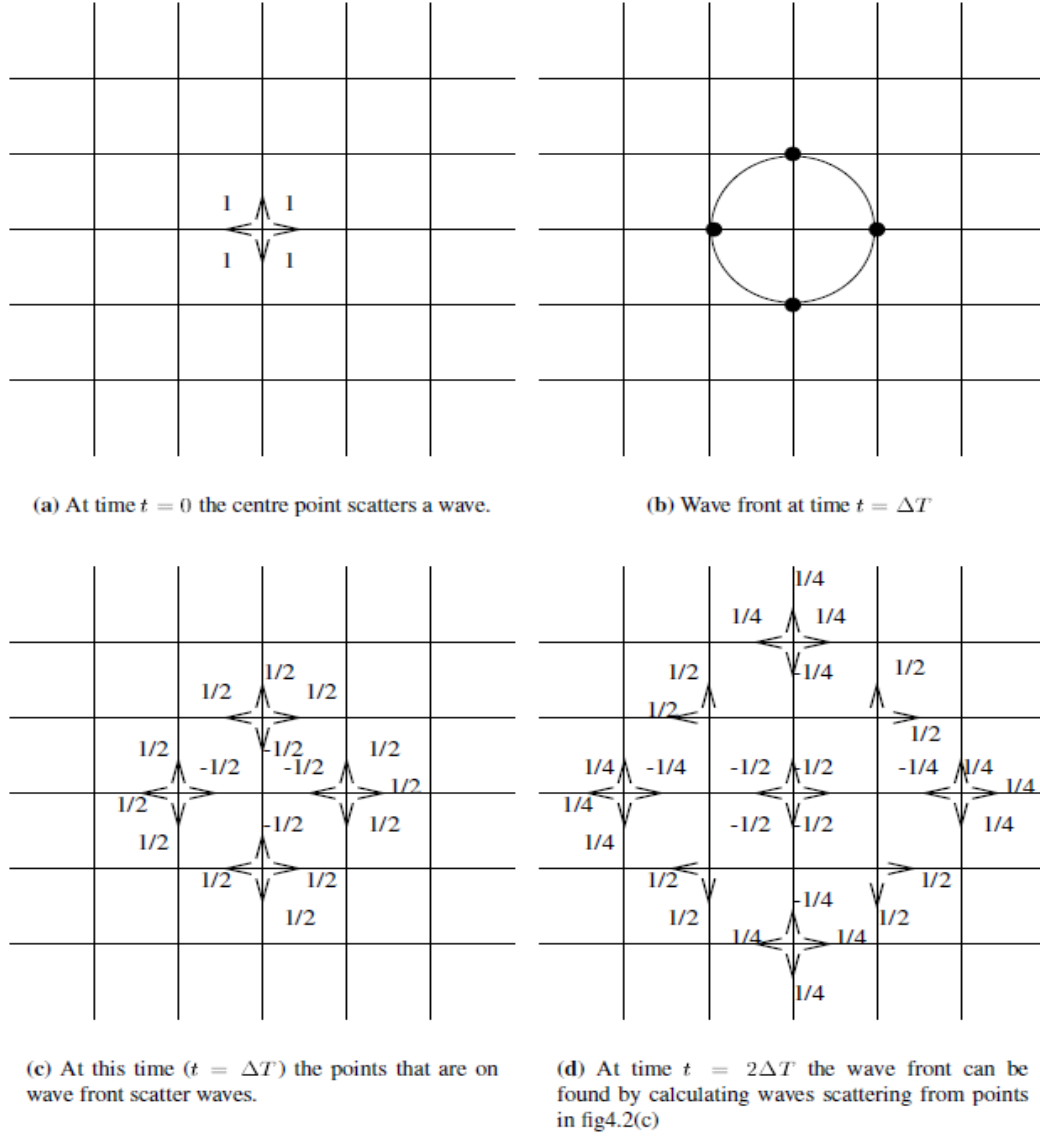 1 1
1 1
(a) At time t = 0 the centre point scatters a wave.
(b) Wave front at time t = ΔT
1/2
1/2 1/2
1/2 -1/2 1/2
-1/2 -1/2
1/2 1/2
1/2 -1/2 1/2
1/2
1/2 1/2
1/2
(c) At this time (t = ΔT) the points that are on
wave front scatter waves.
1/4
1/4 1/4
1/2 -1/4 1/2
1/2 1/2
1/4 -1/4 -1/2 -1/2 -1/4 1/4
1/4 1/4
1/4 -1/2 -1/2 1/4
1/2 1/2
1/2 -1/4 1/2
1/4 1/4
1/4
(d) At time t = 2ΔT the wave front can be
found by calculating waves scattering from points
in fig4.2(c)